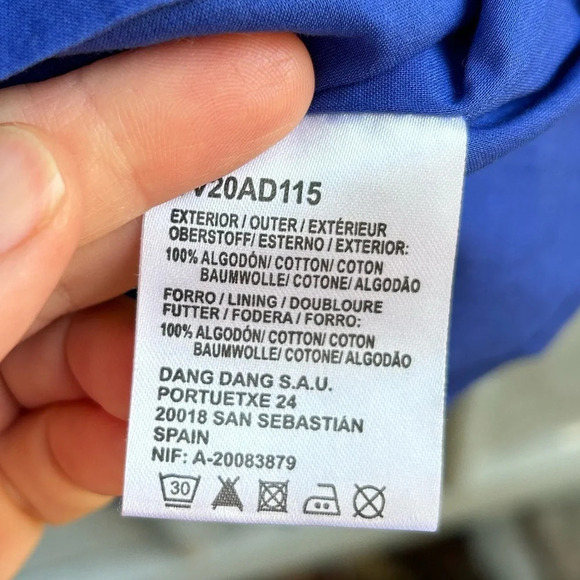 V20AD115
EXTERIOR / OUTER / EXTÉRIEUR
OBERSTOFF/ ESTERNO / EXTERIOR:
100% ALGODÓN/ COTTON/ COTON
BAUMWOLLE/ COTONE/ ALGODÃO
FORRO / LINING / DOUBLOURE
FUTTER / FODERA / FORRO:
100% ALGODÓN/ COTTON/ COTON
BAUMWOLLE/ COTONE/ ALGODÃO
DANG DANG S.A.U.
PORTUETXE 24
20018 SAN SEBASTIÁN
SPAIN
NIF: A-20083879
30